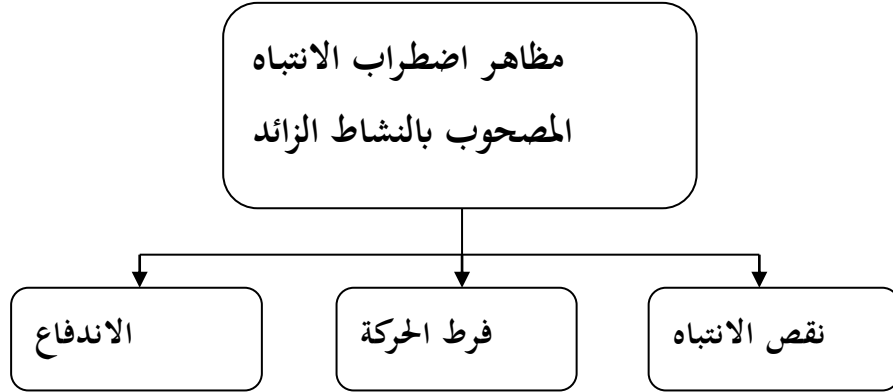 مظاهر اضطراب الانتباه
المصحوب بالنشاط الزائد
نقص الانتباه
فرط الحركة
الاندفاع